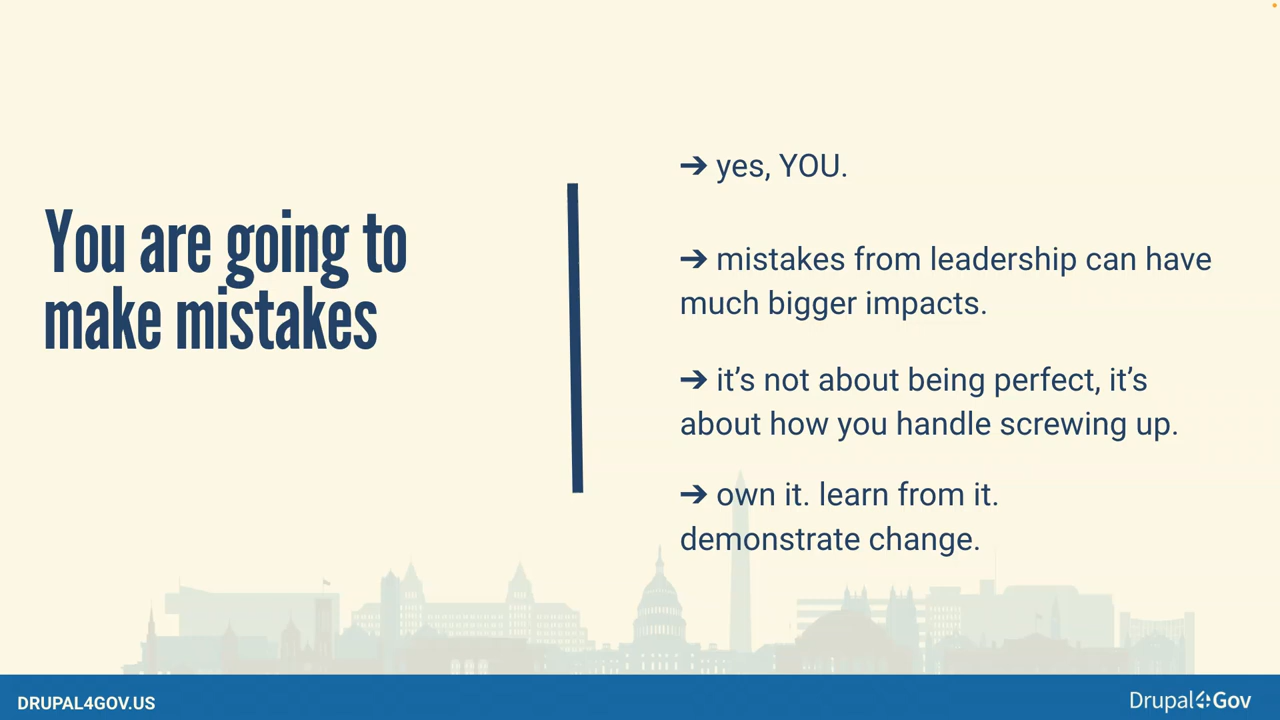 You are going to
make mistakes
➔ yes, YOU.
➔ mistakes from leadership can have
much bigger impacts.
➔ it’s not about being perfect, it’s
about how you handle screwing up.
➔ own it. learn from it.
demonstrate change.
DRUPAL4GOV.US
Drupal4Gov